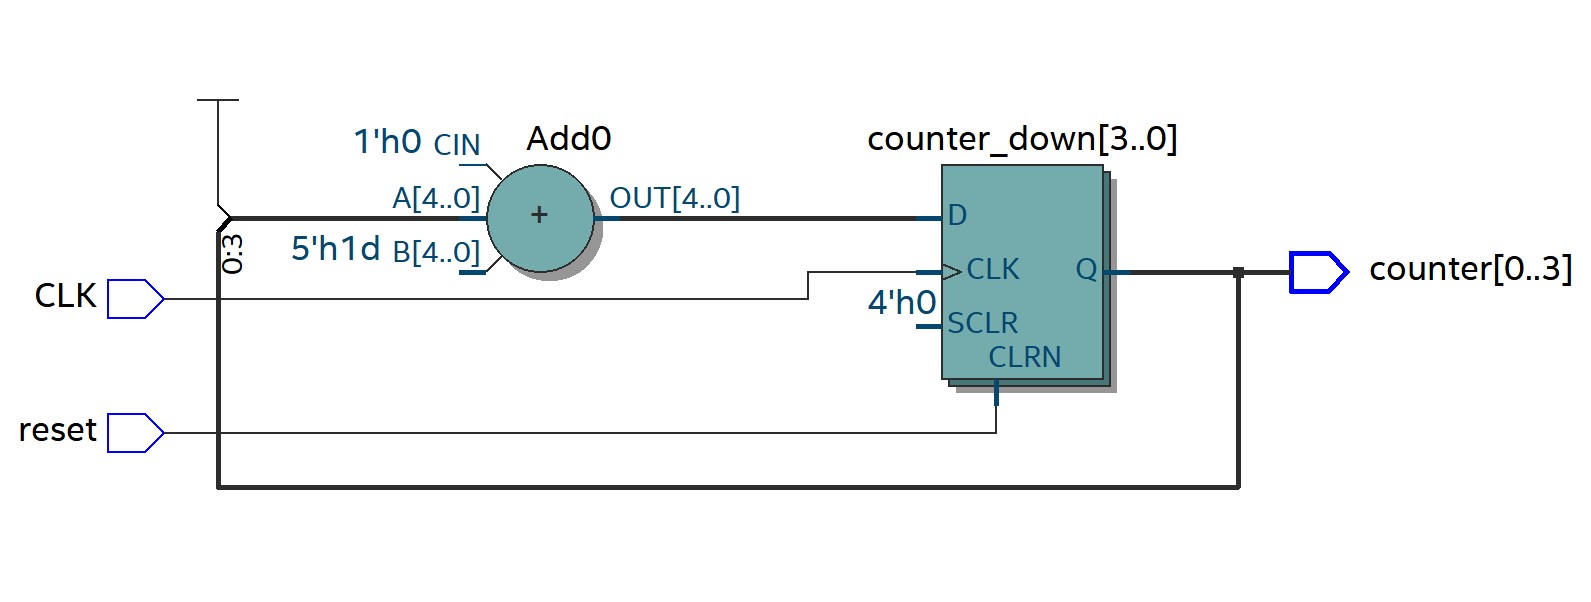 Add0
counter_down[3..0]
1'h0 CIN
A[4..0]
OUT[4..0]
+
D
5'h1d B[4..0]
0:3
CLK
Q
counter[0..3]
CLK
4'h0
SCLR
CLRN
reset